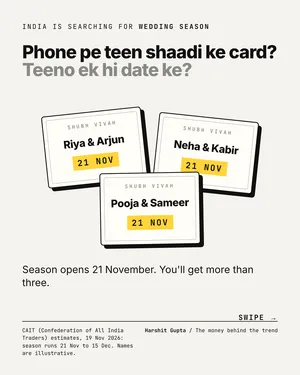 INDIA IS SEARCHING FOR WEDDING SEASON
Phone pe teen shaadi ke card?
Teeno ek hi date ke?
SHUBH VIVAH
Riya & Arjun
21 NOV
SHUBH VIVAH
Neha & Kabir
21 NOV
SHUBH VIVAH
Pooja & Sameer
21 NOV
Season opens 21 November. You'll get more than
three.
SWIPE →
CAIT (Confederation of All India
Traders) estimates, 19 Nov 2026:
season runs 21 Nov to 15 Dec. Names
are illustrative.
Harshit Gupta / The money behind the trend